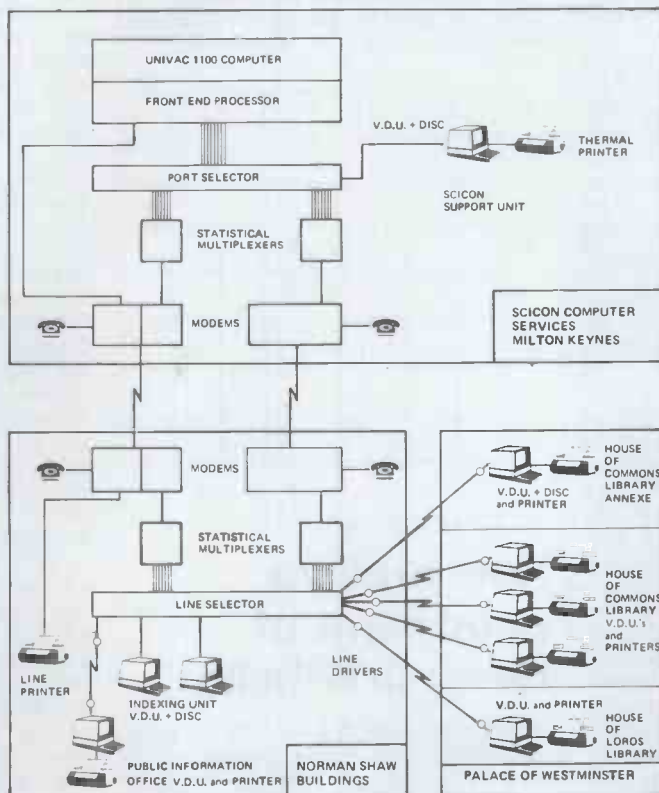 UNIVAC 1100 COMPUTER
FRONT END PROCESSOR
V.D.U. + DISC
THERMAL
PRINTER
PORT SELECTOR
SCICON
SUPPORT UNIT
STATISTICAL
MULTIPLEXERS
MODEMS
SCICON COMPUTER
SERVICES
MILTON KEYNES
MODEMS
STATISTICAL
MULTIPLEXERS
LINE SELECTOR
LINE
PRINTER
INDEXING UNIT
V.D.U. + DISC
LINE
DRIVERS
PUBLIC INFORMATION
OFFICE V.D.U. and PRINTER
NORMAN SHAW
BUILDINGS
V.D.U. + DISC
and PRINTER
HOUSE
OF
COMMONS
LIBRARY
ANNEXE
HOUSE
OF
COMMONS
LIBRARY
V.D.U.'s
and
PRINTERS
V.D.U. and PRINTER
HOUSE
OF
LORDS
LIBRARY
PALACE OF WESTMINSTER